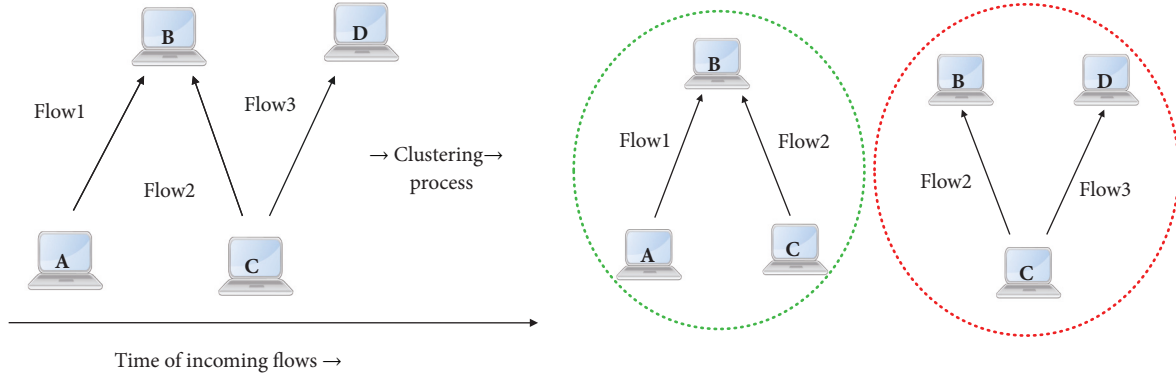 B
D
Flow1
Flow3
Flow2
A
C
→ Clustering→
process
Time of incoming flows →
B
Flow1
Flow2
A
C
B
D
Flow2
Flow3
C